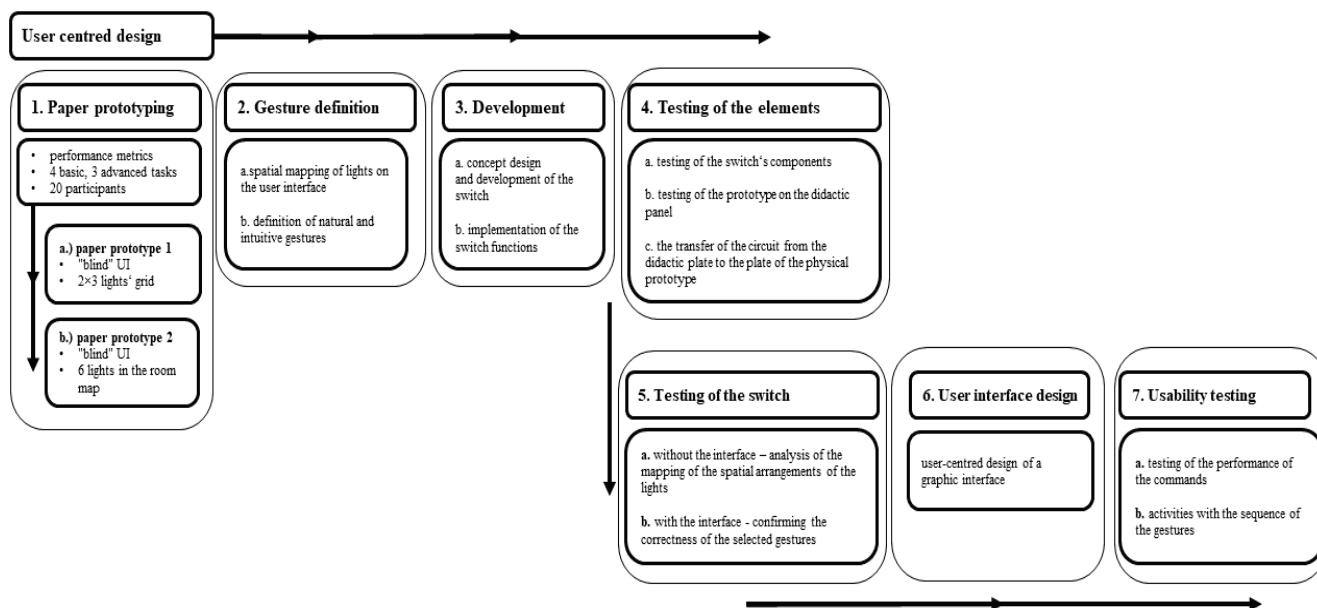 User centred design
1. Paper prototyping
• performance metrics
• 4 basic, 3 advanced tasks
• 20 participants
a.) paper prototype 1
• "blind" UI
• 2×3 lights' grid
b.) paper prototype 2
• "blind" UI
• 6 lights in the room
map
2. Gesture definition
a.spatial mapping of lights on
the user interface
b. definition of natural and
intuitive gestures
3. Development
a. concept design
and development of the
switch
b. implementation of the
switch functions
4. Testing of the elements
a. testing of the switch's components
b. testing of the prototype on the didactic
panel
c. the transfer of the circuit from the
didactic plate to the plate of the physical
prototype
5. Testing of the switch
a. without the interface – analysis of the
mapping of the spatial arrangements of the
lights
b. with the interface - confirming the
correctness of the selected gestures
6. User interface design
user-centred design of a
graphic interface
7. Usability testing
a. testing of the performance of
the commands
b. activities with the sequence of
the gestures